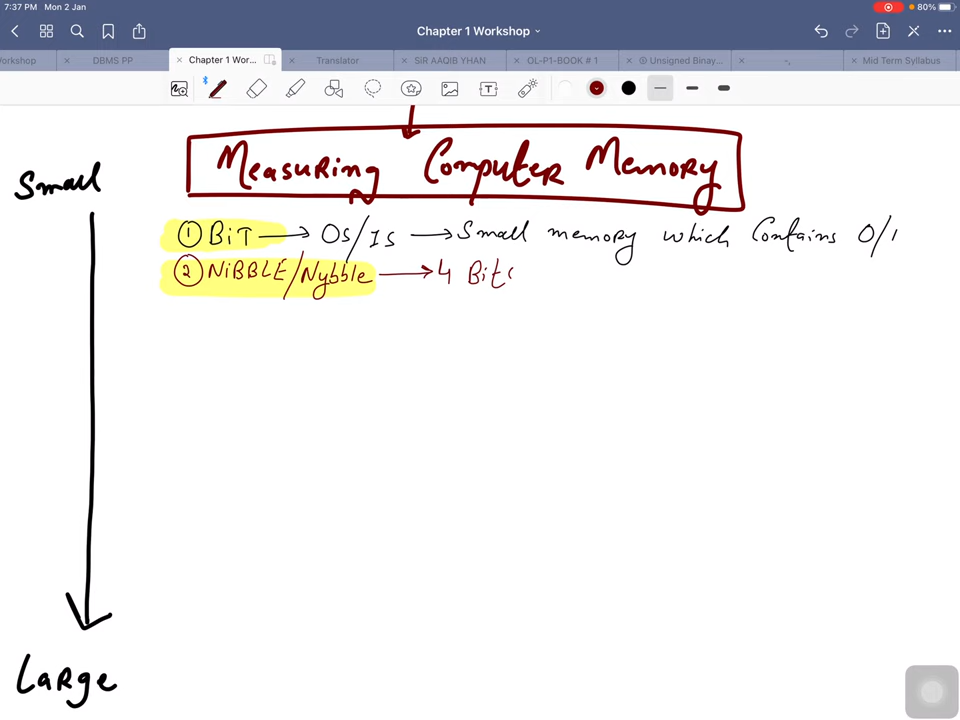 7:37 PM Mon 2 Jan
80%
Chapter 1 Workshop
orkshop
DBMS PP
Chapter 1 Wor...
Translator
SIR AAQIB YHAN
OL-P1-BOOK # 1
Unsigned Binay...
Mid Term Syllabus
Measuring Computer Memory
Small
① BiT → 0s/1s → Small memory which Contains 0/1
② NiBBLE/Nybble → 4 Bits
Large